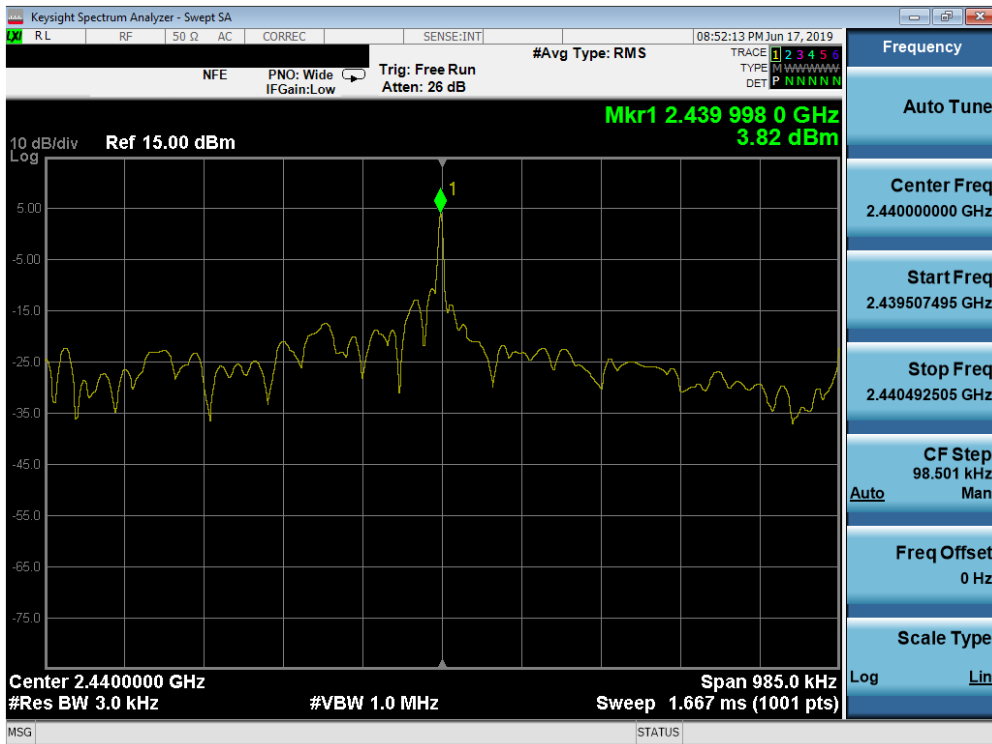 Keysight Spectrum Analyzer - Swept SA
LXI RL RF 50 Ω AC CORREC SENSE:INT 08:52:13 PM Jun 17, 2019
NFE PNO: Wide Trig: Free Run #Avg Type: RMS TRACE 1 2 3 4 5 6
IFGain:Low Atten: 26 dB TYPE M W W W W W
DET P N N N N N
Mkr1 2.439 998 0 GHz
3.82 dBm
10 dB/div Ref 15.00 dBm
Log
1
5.00
-5.00
-15.0
-25.0
-35.0
-45.0
-55.0
-65.0
-75.0
Center 2.4400000 GHz Span 985.0 kHz
#Res BW 3.0 kHz #VBW 1.0 MHz Sweep 1.667 ms (1001 pts)
MSG STATUS
Frequency
Auto Tune
Center Freq
2.440000000 GHz
Start Freq
2.439507495 GHz
Stop Freq
2.440492505 GHz
CF Step
98.501 kHz
Auto Man
Freq Offset
0 Hz
Scale Type
Log Lin